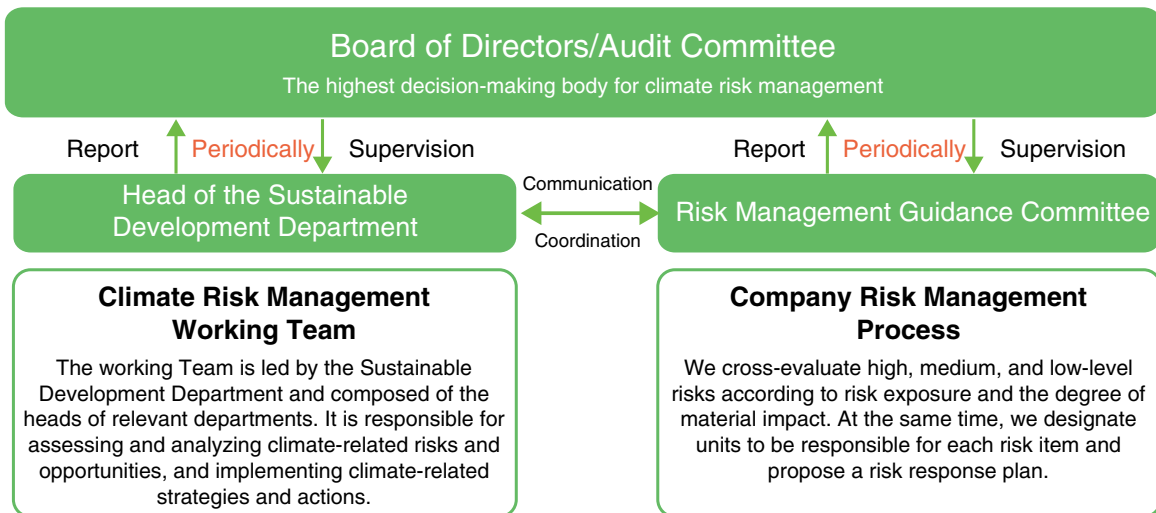 Board of Directors/Audit Committee
The highest decision-making body for climate risk management
Report Periodically Supervision
Report Periodically Supervision
Head of the Sustainable
Development Department
Communication
Coordination
Risk Management Guidance Committee
Climate Risk Management
Working Team
The working Team is led by the Sustainable
Development Department and composed of the
heads of relevant departments. It is responsible for
assessing and analyzing climate-related risks and
opportunities, and implementing climate-related
strategies and actions.
Company Risk Management
Process
We cross-evaluate high, medium, and low-level
risks according to risk exposure and the degree of
material impact. At the same time, we designate
units to be responsible for each risk item and
propose a risk response plan.